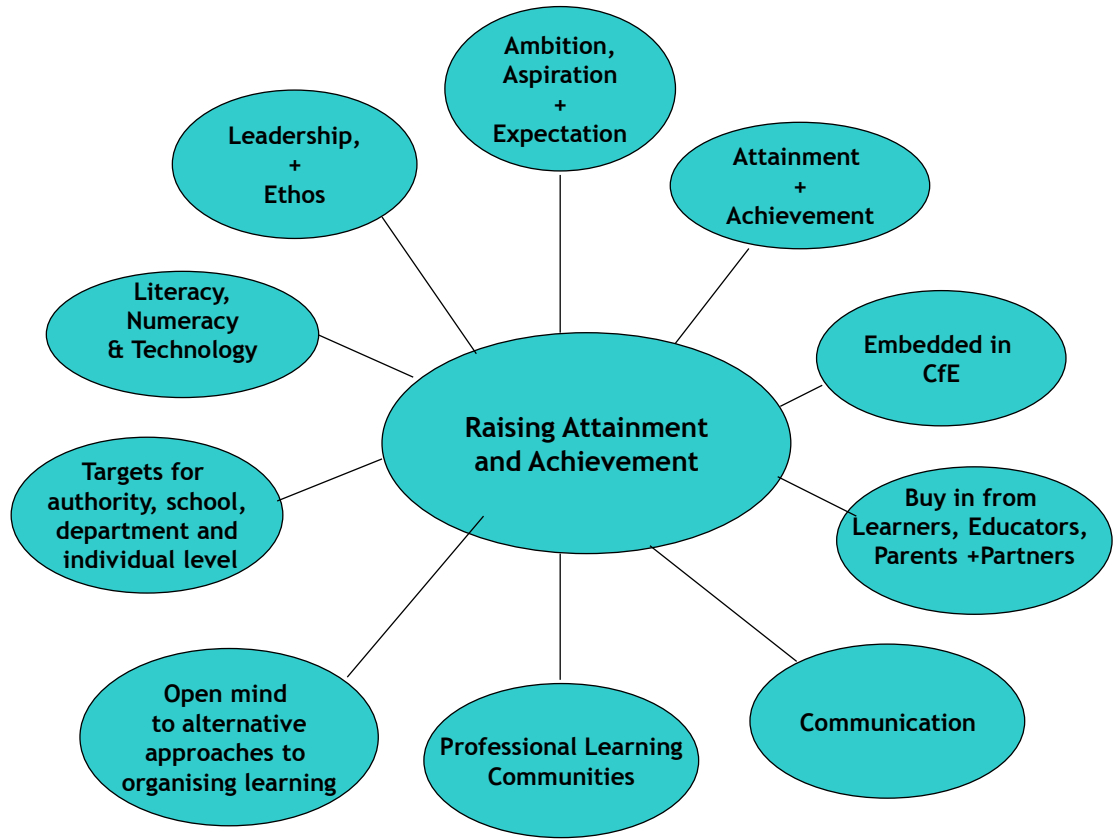 Ambition,
Aspiration
+
Expectation
Leadership,
+
Ethos
Attainment
+
Achievement
Literacy,
Numeracy
& Technology
Embedded in
CfE
Raising Attainment
and Achievement
Targets for
authority, school,
department and
individual level
Buy in from
Learners, Educators,
Parents +Partners
Open mind
to alternative
approaches to
organising learning
Professional Learning
Communities
Communication